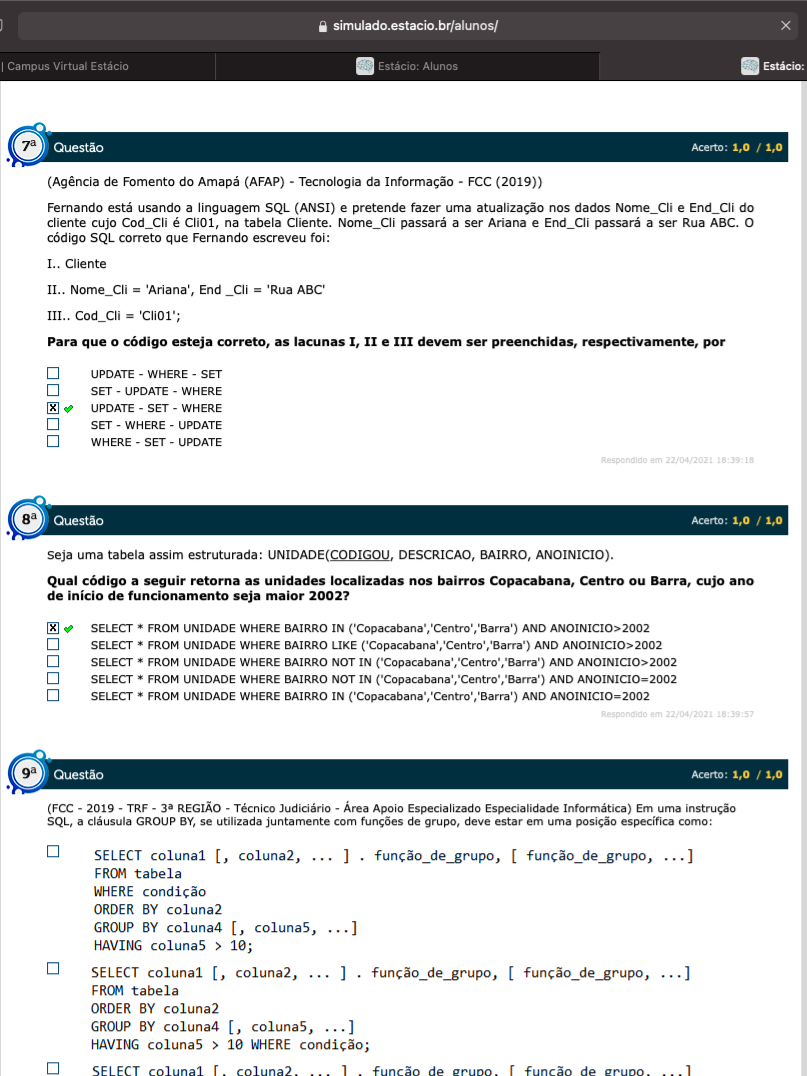 simulado.estacio.br/alunos/
| Campus Virtual Estácio
Estácio: Alunos
Estácio:
7ª
Questão
Acerto: 1,0 / 1,0
(Agência de Fomento do Amapá (AFAP) - Tecnologia da Informação - FCC (2019))
Fernando está usando a linguagem SQL (ANSI) e pretende fazer uma atualização nos dados Nome_Cli e End_Cli do
cliente cujo Cod_Cli é Cli01, na tabela Cliente. Nome_Cli passará a ser Ariana e End_Cli passará a ser Rua ABC. O
código SQL correto que Fernando escreveu foi:
I.. Cliente
II.. Nome_Cli = 'Ariana', End _Cli = 'Rua ABC'
III.. Cod_Cli = 'Cli01';
Para que o código esteja correto, as lacunas I, II e III devem ser preenchidas, respectivamente, por
UPDATE - WHERE - SET
SET - UPDATE - WHERE
UPDATE - SET - WHERE
SET - WHERE - UPDATE
WHERE - SET - UPDATE
Respondido em 22/04/2021 18:39:18
8ª
Questão
Acerto: 1,0 / 1,0
Seja uma tabela assim estruturada: UNIDADE(CODIGOU, DESCRICAO, BAIRRO, ANOINICIO).
Qual código a seguir retorna as unidades localizadas nos bairros Copacabana, Centro ou Barra, cujo ano
de início de funcionamento seja maior 2002?
SELECT * FROM UNIDADE WHERE BAIRRO IN ('Copacabana','Centro','Barra') AND ANOINICIO>2002
SELECT * FROM UNIDADE WHERE BAIRRO LIKE ('Copacabana','Centro','Barra') AND ANOINICIO>2002
SELECT * FROM UNIDADE WHERE BAIRRO NOT IN ('Copacabana','Centro','Barra') AND ANOINICIO>2002
SELECT * FROM UNIDADE WHERE BAIRRO NOT IN ('Copacabana','Centro','Barra') AND ANOINICIO=2002
SELECT * FROM UNIDADE WHERE BAIRRO IN ('Copacabana','Centro','Barra') AND ANOINICIO=2002
Respondido em 22/04/2021 18:39:57
9ª
Questão
Acerto: 1,0 / 1,0
(FCC - 2019 - TRF - 3ª REGIÃO - Técnico Judiciário - Área Apoio Especializado Especialidade Informática) Em uma instrução
SQL, a cláusula GROUP BY, se utilizada juntamente com funções de grupo, deve estar em uma posição específica como:
SELECT coluna1 [, coluna2, ... ] . função_de_grupo, [ função_de_grupo, ...]
FROM tabela
WHERE condição
ORDER BY coluna2
GROUP BY coluna4 [, coluna5, ...]
HAVING coluna5 > 10;
SELECT coluna1 [, coluna2, ... ] . função_de_grupo, [ função_de_grupo, ...]
FROM tabela
ORDER BY coluna2
GROUP BY coluna4 [, coluna5, ...]
HAVING coluna5 > 10 WHERE condição;
SELECT coluna1 [, coluna2, ... ] . função_de_grupo, [ função_de_grupo, ...]